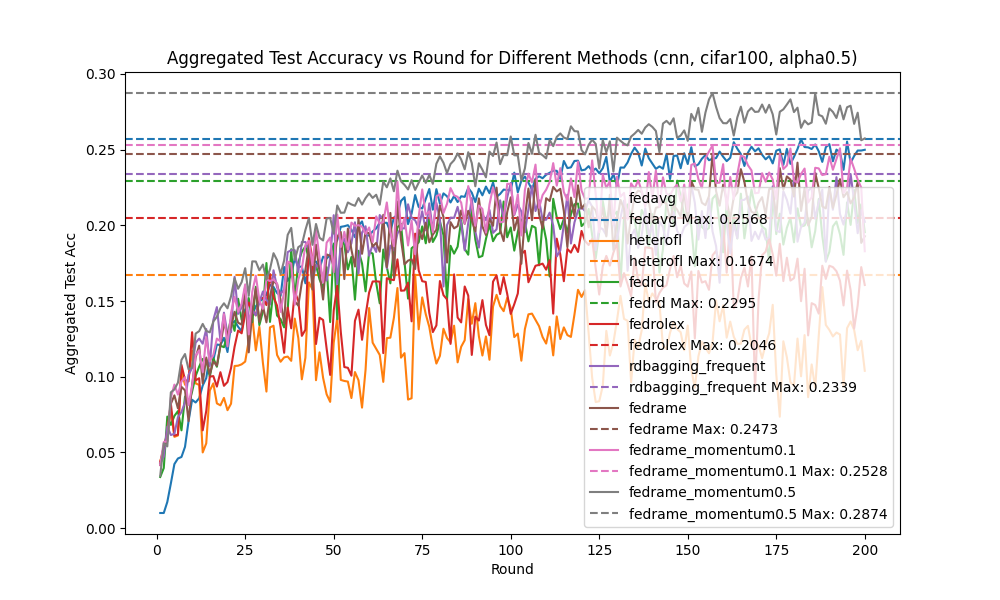 Aggregated Test Accuracy vs Round for Different Methods (cnn, cifar100, alpha0.5)
Aggregated Test Acc
0.30
0.25
0.20
0.15
0.10
0.05
0.00
fedavg
fedavg Max: 0.2568
heterofl
heterofl Max: 0.1674
fedrd
fedrd Max: 0.2295
fedrolex
fedrolex Max: 0.2046
rdbagging_frequent
rdbagging_frequent Max: 0.2339
fedrame
fedrame Max: 0.2473
fedrame_momentum0.1
fedrame_momentum0.1 Max: 0.2528
fedrame_momentum0.5
fedrame_momentum0.5 Max: 0.2874
0 25 50 75 100 125 150 175 200
Round